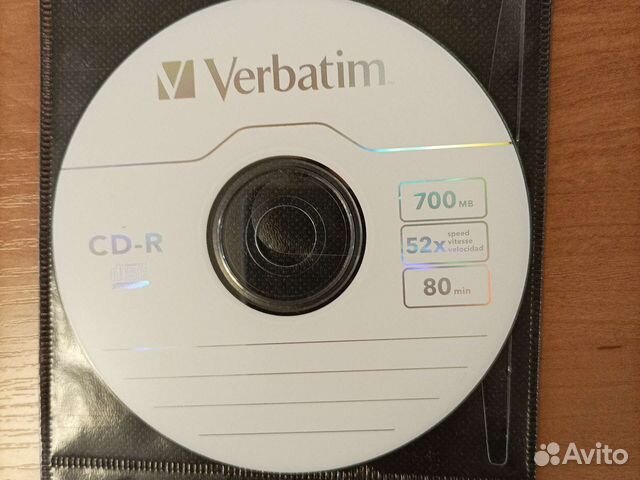 Verbatim
CD-R
700 MB
52x speed vitesse velocidad
80 min
Avito